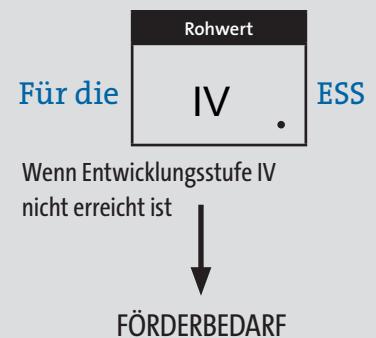 Rohwert
Für die IV . ESS
Wenn Entwicklungsstufe IV
nicht erreicht ist
FÖRDERBEDARF